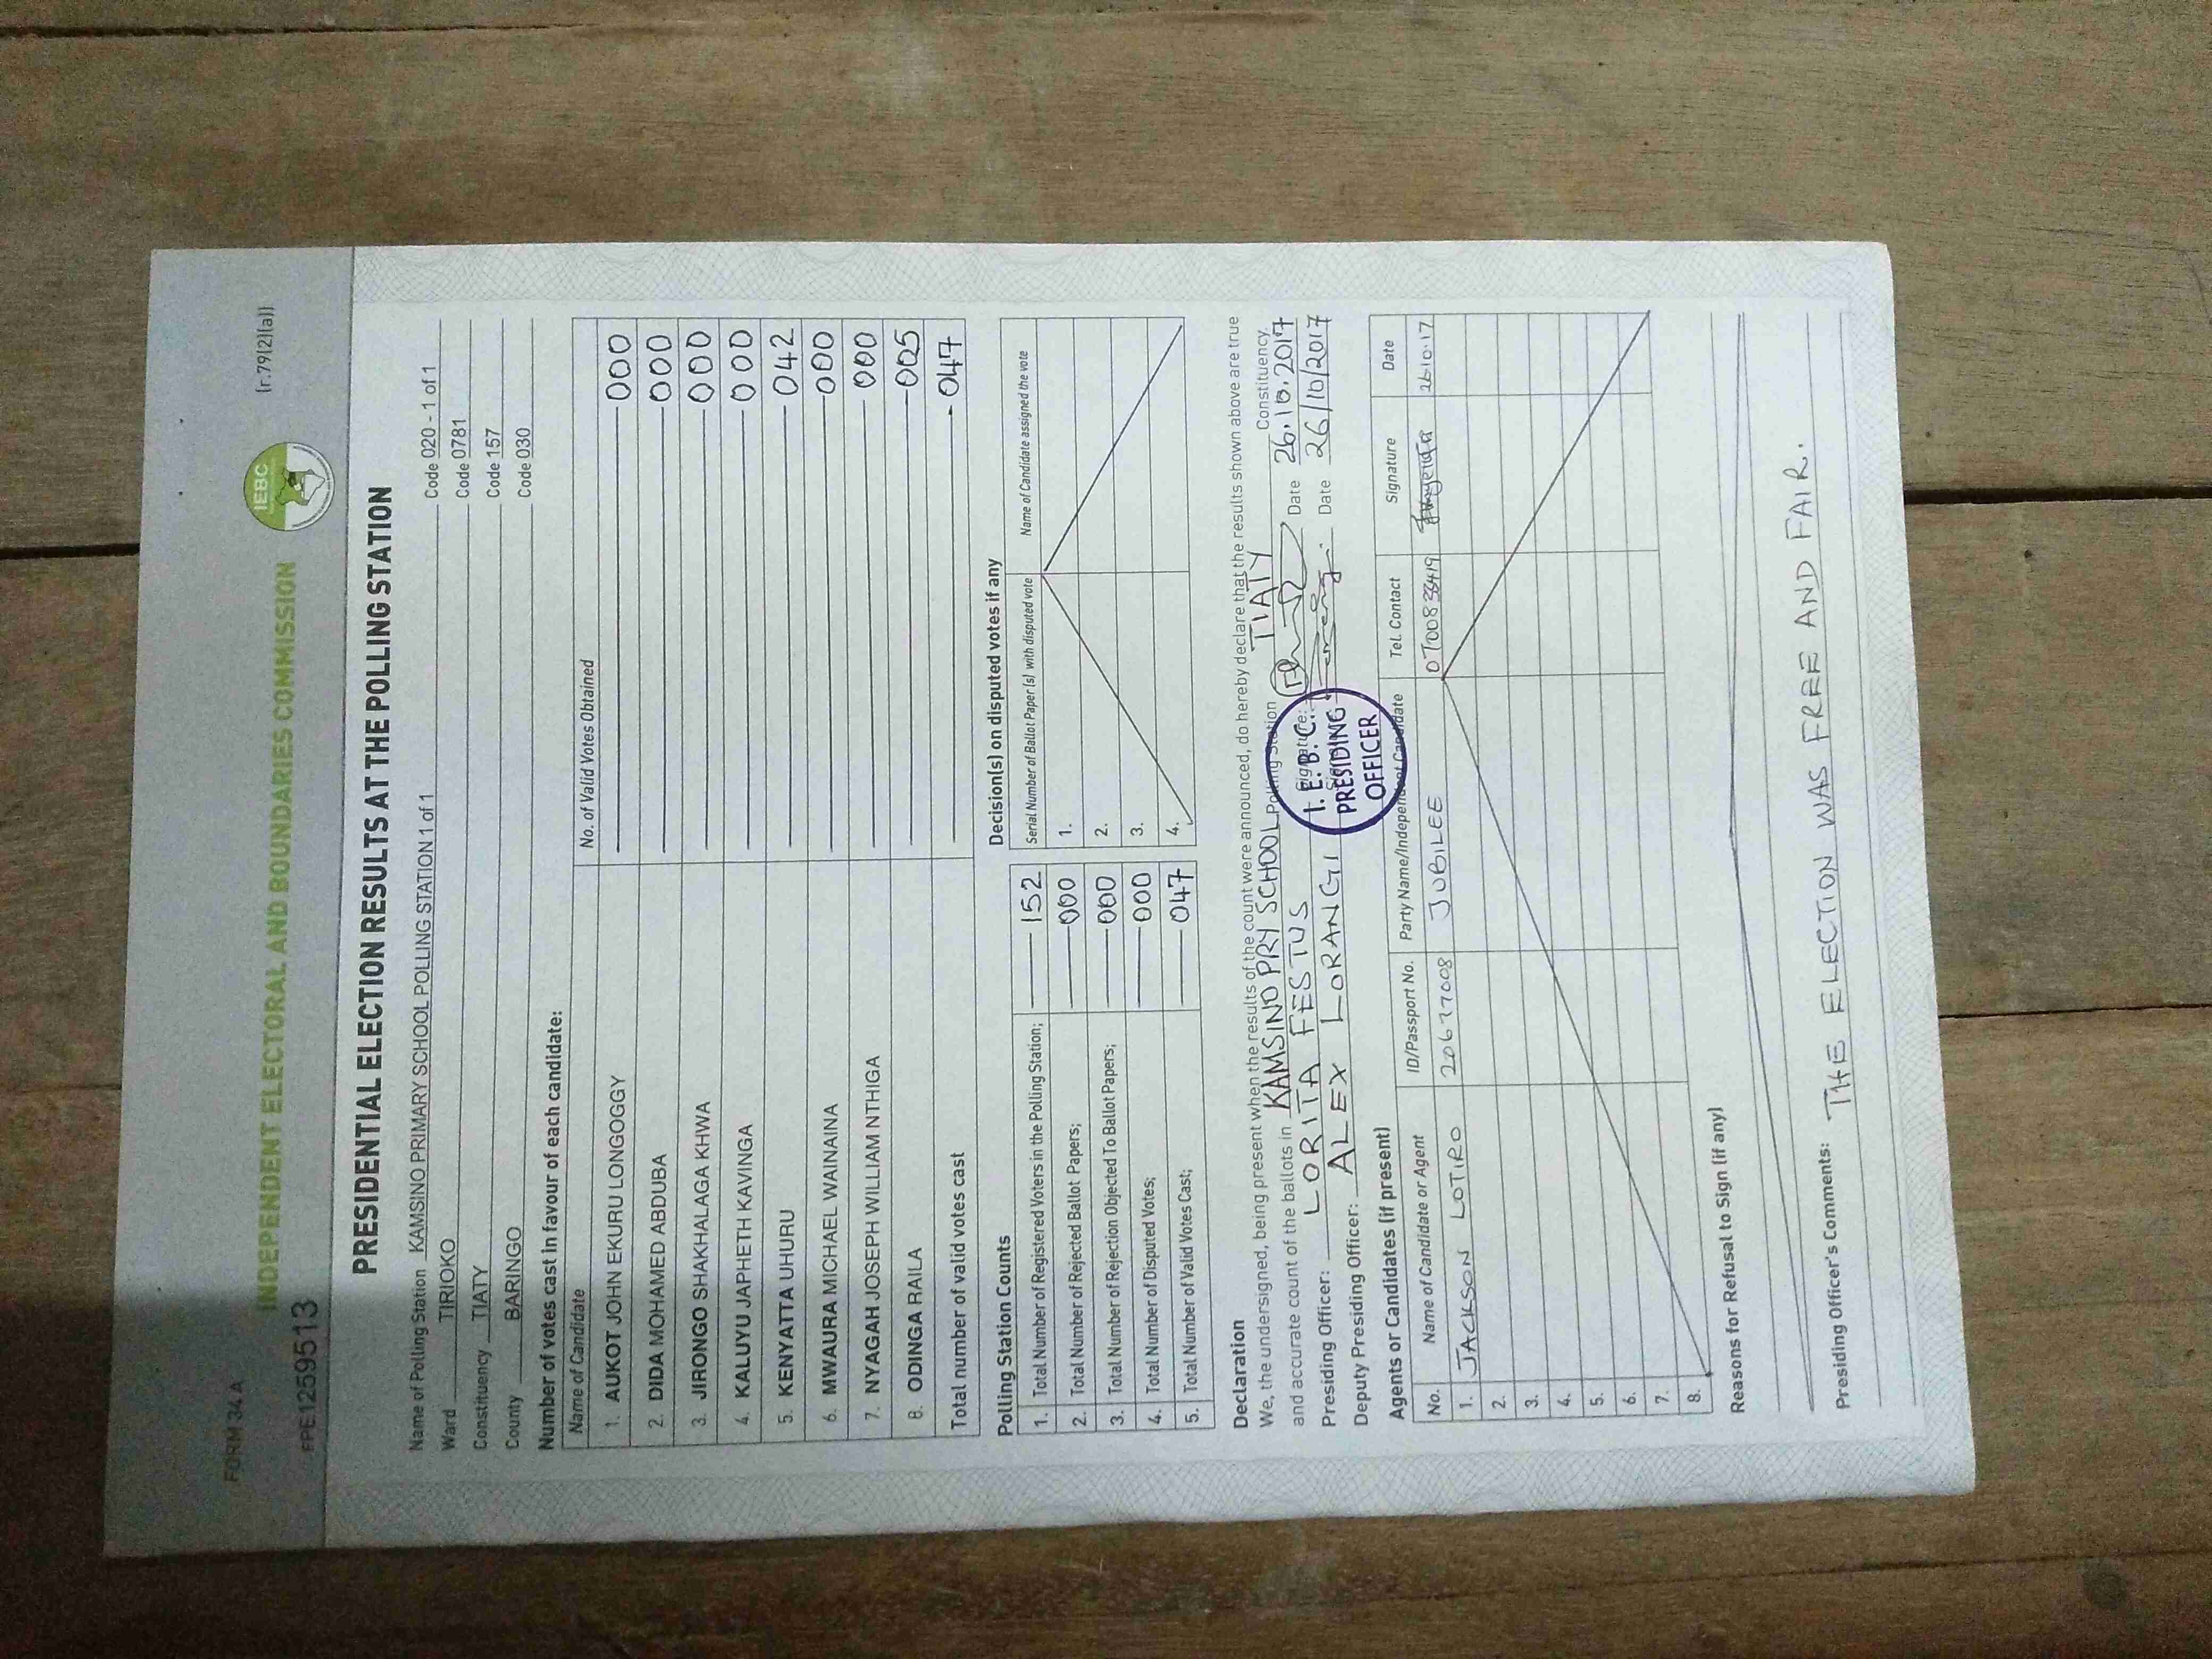 FORM 34 A
INDEPENDENT ELECTORAL AND BOUNDARIES COMMISSION
IEBC
(r.79(2)(a))
FPE1259513
PRESIDENTIAL ELECTION RESULTS AT THE POLLING STATION
Name of Polling Station KAMSINO PRIMARY SCHOOL POLLING STATION 1 of 1 Code 020 - 1 of 1
Ward TIRIOKO Code 0781
Constituency TIATY Code 157
County BARINGO Code 030
Number of votes cast in favour of each candidate:
Name of Candidate No. of Valid Votes Obtained
1. AUKOT JOHN EKURU LONGOGGY 000
2. DIDA MOHAMED ABDUBA 000
3. JIRONGO SHAKHALAGA KHWA 000
4. KALUYU JAPHETH KAVINGA 000
5. KENYATTA UHURU 042
6. MWAURA MICHAEL WAINAINA 000
7. NYAGAH JOSEPH WILLIAM NTHIGA 000
8. ODINGA RAILA 005
Total number of valid votes cast 047
Polling Station Counts
1. Total Number of Registered Voters in the Polling Station; 152
2. Total Number of Rejected Ballot Papers; 000
3. Total Number of Rejection Objected To Ballot Papers; 000
4. Total Number of Disputed Votes; 000
5. Total Number of Valid Votes Cast; 047
Decision(s) on disputed votes if any
Serial Number of Ballot Paper (s) with disputed vote Name of Candidate assigned the vote
1.
2.
3.
4.
Declaration
We, the undersigned, being present when the results of the count were announced, do hereby declare that the results shown above are true
and accurate count of the ballots in KAMSINO PRY SCHOOL Polling Station TIATY Constituency
Presiding Officer: LORITA FESTUS Signature: Date 26.10.2017
Deputy Presiding Officer: ALEX LORANGI Date 26/10/2017
I.E.B.C.
PRESIDING
OFFICER
Agents or Candidates (if present)
No. Name of Candidate or Agent ID/Passport No. Party Name/Independent Candidate Tel. Contact Signature Date
1. JACKSON LOTIRO 20677008 JUBILEE 26.10.17
2.
3.
4.
5.
6.
7.
8.
Reasons for Refusal to Sign (if any)
Presiding Officer's Comments: THE ELECTION WAS FREE AND FAIR.